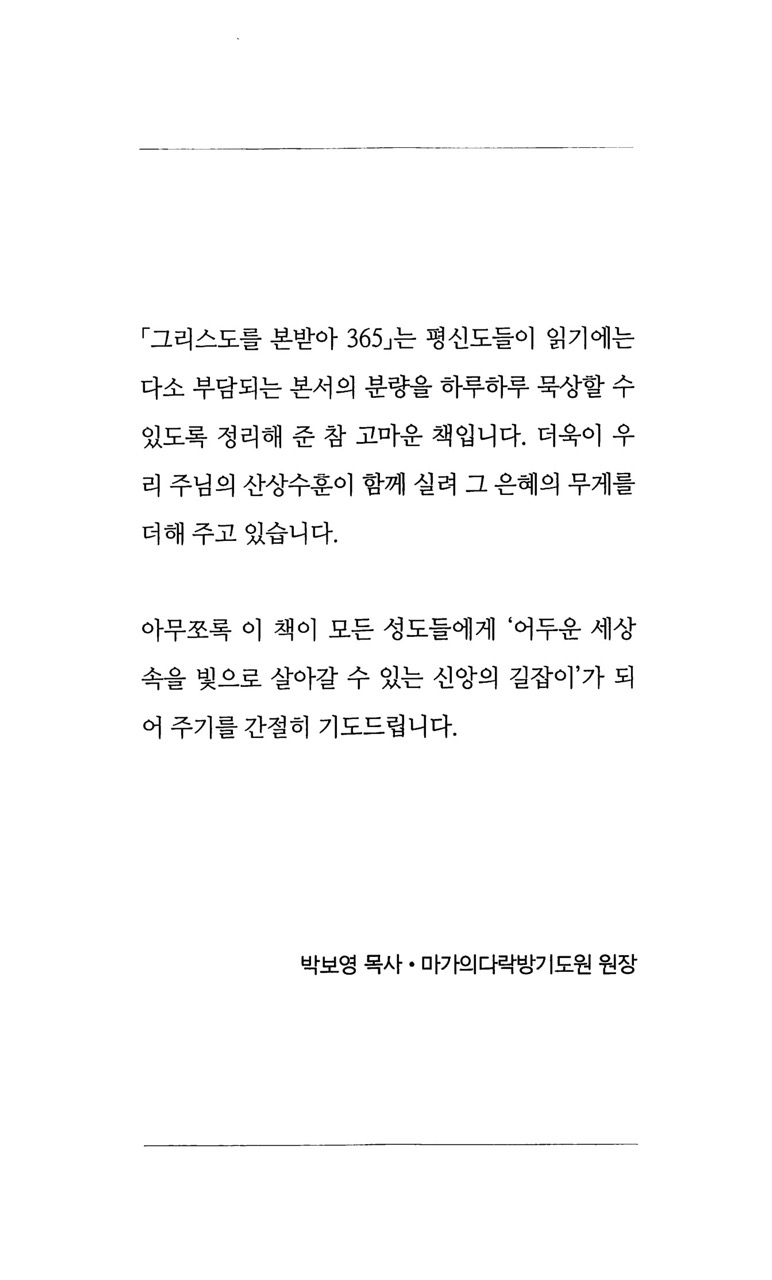 「그리스도를 본받아 365」는 평신도들이 읽기에는
다소 부담되는 본서의 분량을 하루하루 묵상할 수
있도록 정리해 준 참 고마운 책입니다. 더욱이 우
리 주님의 산상수훈이 함께 실려 그 은혜의 무게를
더해 주고 있습니다.
아무쪼록 이 책이 모든 성도들에게 ‘어두운 세상
속을 빛으로 살아갈 수 있는 신앙의 길잡이’가 되
어 주기를 간절히 기도드립니다.
박보영 목사 • 마가의다락방기도원 원장